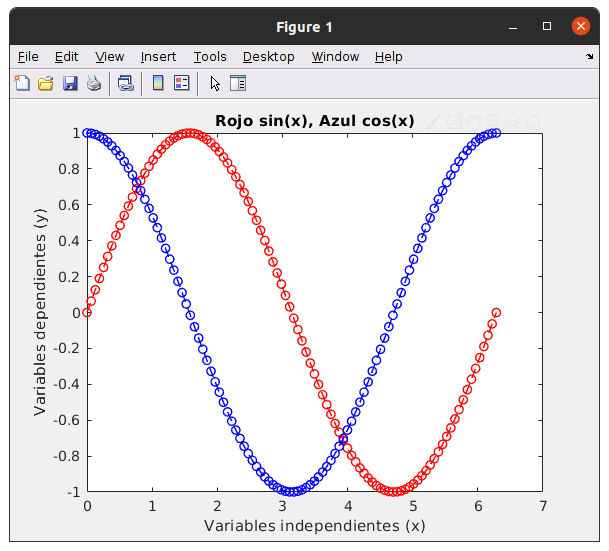 Figure 1
File Edit View Insert Tools Desktop Window Help
Rojo sin(x), Azul cos(x)
1
0.8
0.6
0.4
0.2
0
-0.2
-0.4
-0.6
-0.8
-1
Variables dependientes (y)
0 1 2 3 4 5 6 7
Variables independientes (x)